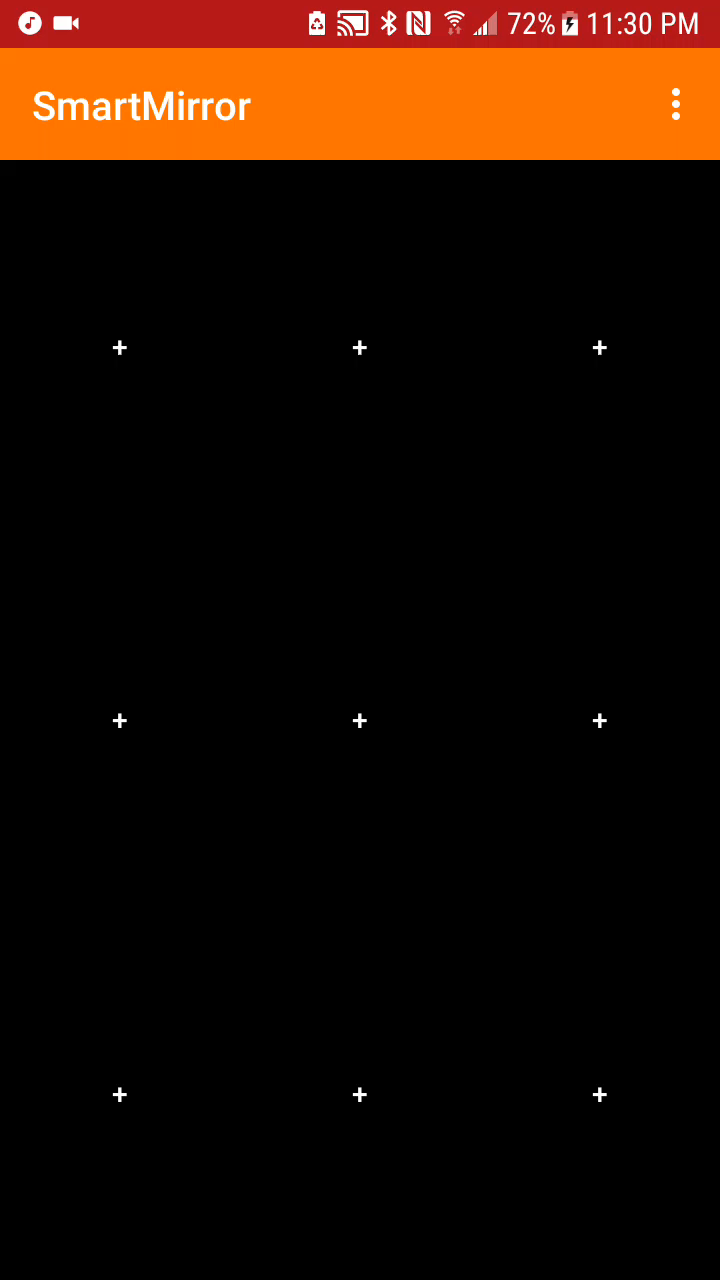 72% 11:30 PM
SmartMirror
+ + +
+ + +
+ + +